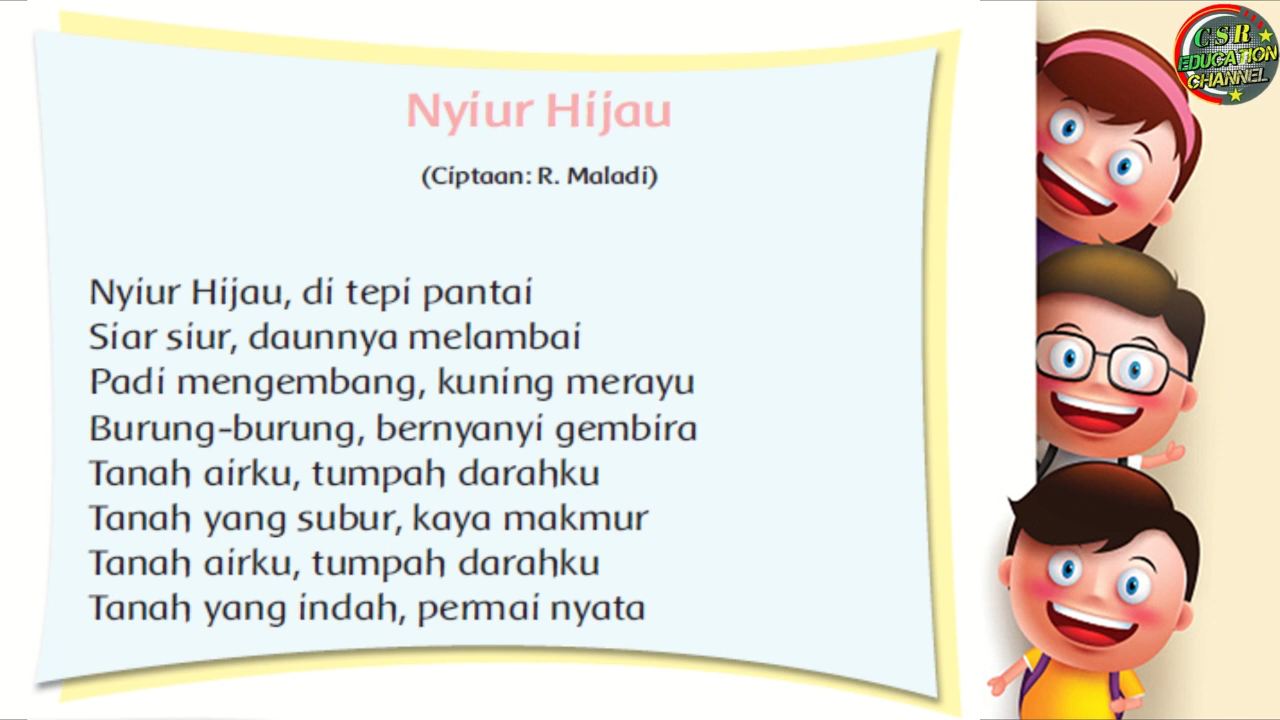 CSR
EDUCATION
CHANNEL
Nyiur Hijau
(Ciptaan: R. Maladi)
Nyiur Hijau, di tepi pantai
Siar siur, daunnya melambai
Padi mengembang, kuning merayu
Burung-burung, bernyanyi gembira
Tanah airku, tumpah darahku
Tanah yang subur, kaya makmur
Tanah airku, tumpah darahku
Tanah yang indah, permai nyata